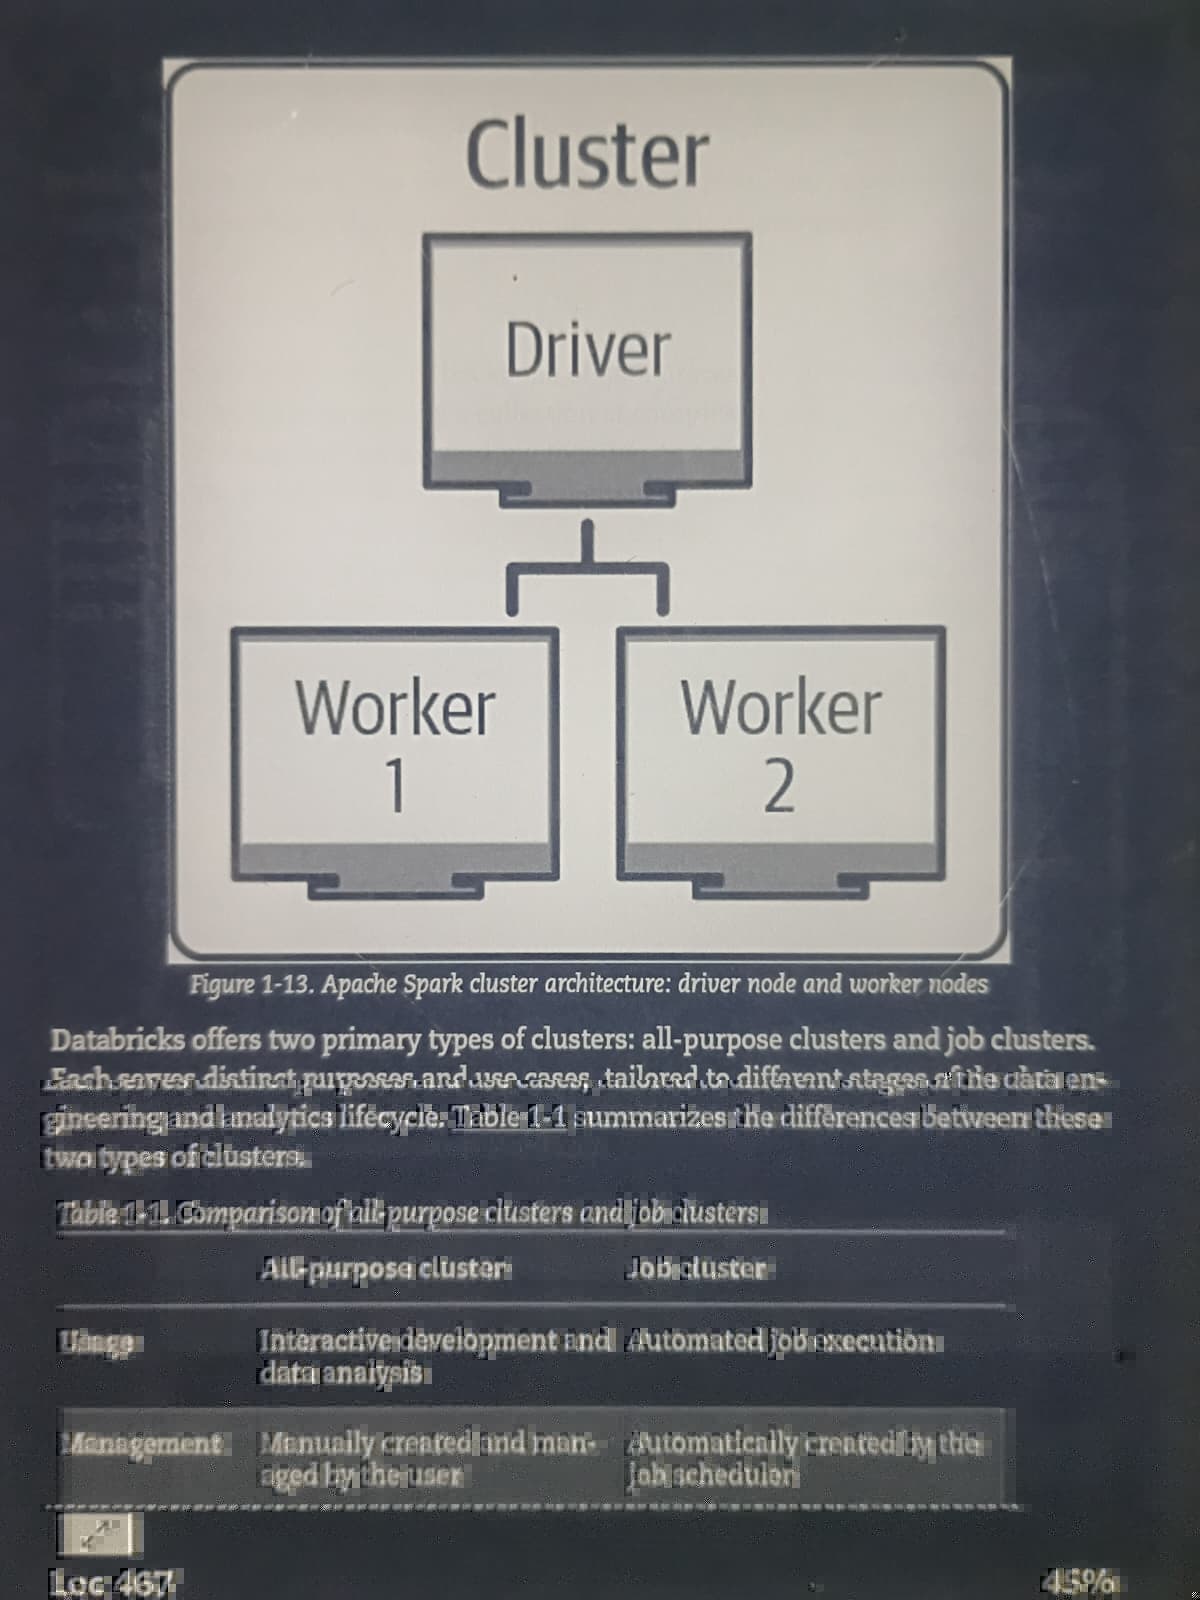 Cluster
Driver
Worker
1
Worker
2
Figure 1-13. Apache Spark cluster architecture: driver node and worker nodes
Databricks offers two primary types of clusters: all-purpose clusters and job clusters.
Each serves distinct purposes and use cases, tailored to different stages of the data en-
gineering and analytics lifecycle. Table 1-1 summarizes the differences between these
two types of clusters.
Table 1-1. Comparison of all-purpose clusters and job clusters
All-purpose cluster Job cluster
Usage Interactive development and Automated job execution
data analysis
Management Manually created and man- Automatically created by the
aged by the user job scheduler
Loc 467 45%